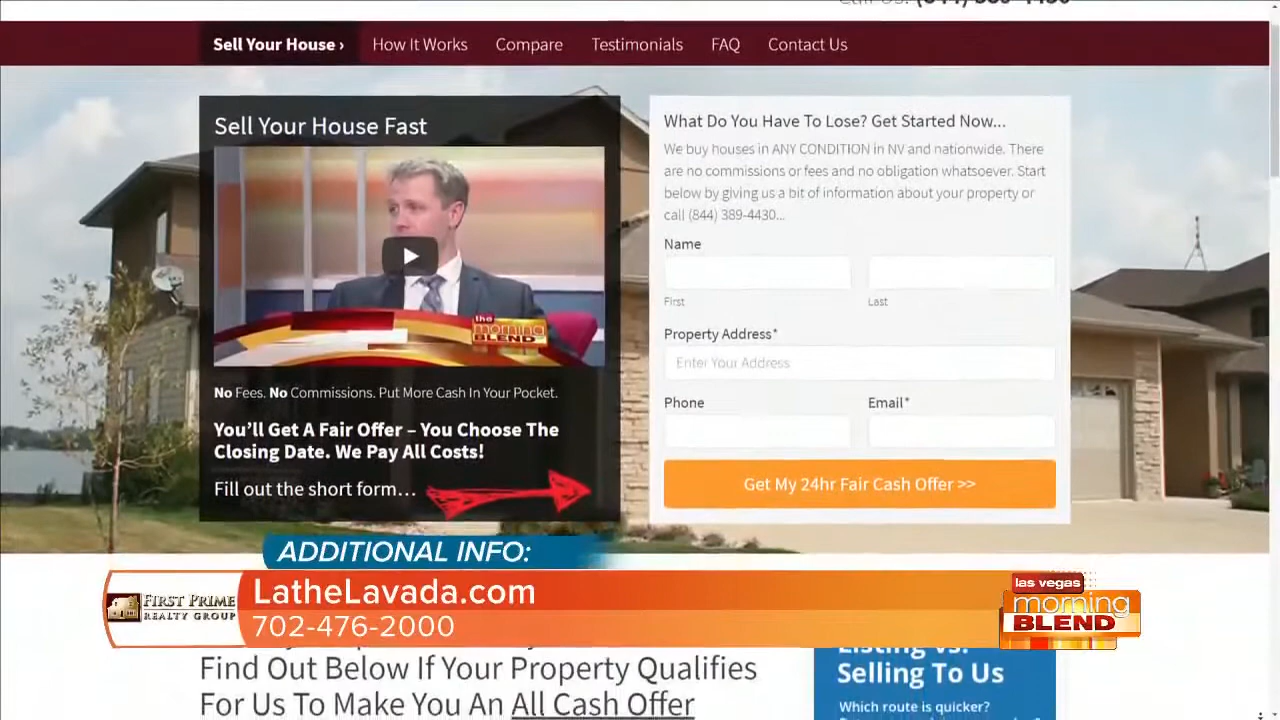 Sell Your House ›
How It Works
Compare
Testimonials
FAQ
Contact Us
Sell Your House Fast
the
morning
BLEND
No Fees. No Commissions. Put More Cash In Your Pocket.
You'll Get A Fair Offer – You Choose The
Closing Date. We Pay All Costs!
Fill out the short form...
What Do You Have To Lose? Get Started Now...
We buy houses in ANY CONDITION in NV and nationwide. There
are no commissions or fees and no obligation whatsoever. Start
below by giving us a bit of information about your property or
call (844) 389-4430...
Name
First
Last
Property Address*
Enter Your Address
Phone
Email*
Get My 24hr Fair Cash Offer >>
ADDITIONAL INFO:
FIRST PRIME
REALTY GROUP
LatheLavada.com
702-476-2000
las vegas
morning
BLEND
Find Out Below If Your Property Qualifies
For Us To Make You An All Cash Offer
Listing vs.
Selling To Us
Which route is quicker?